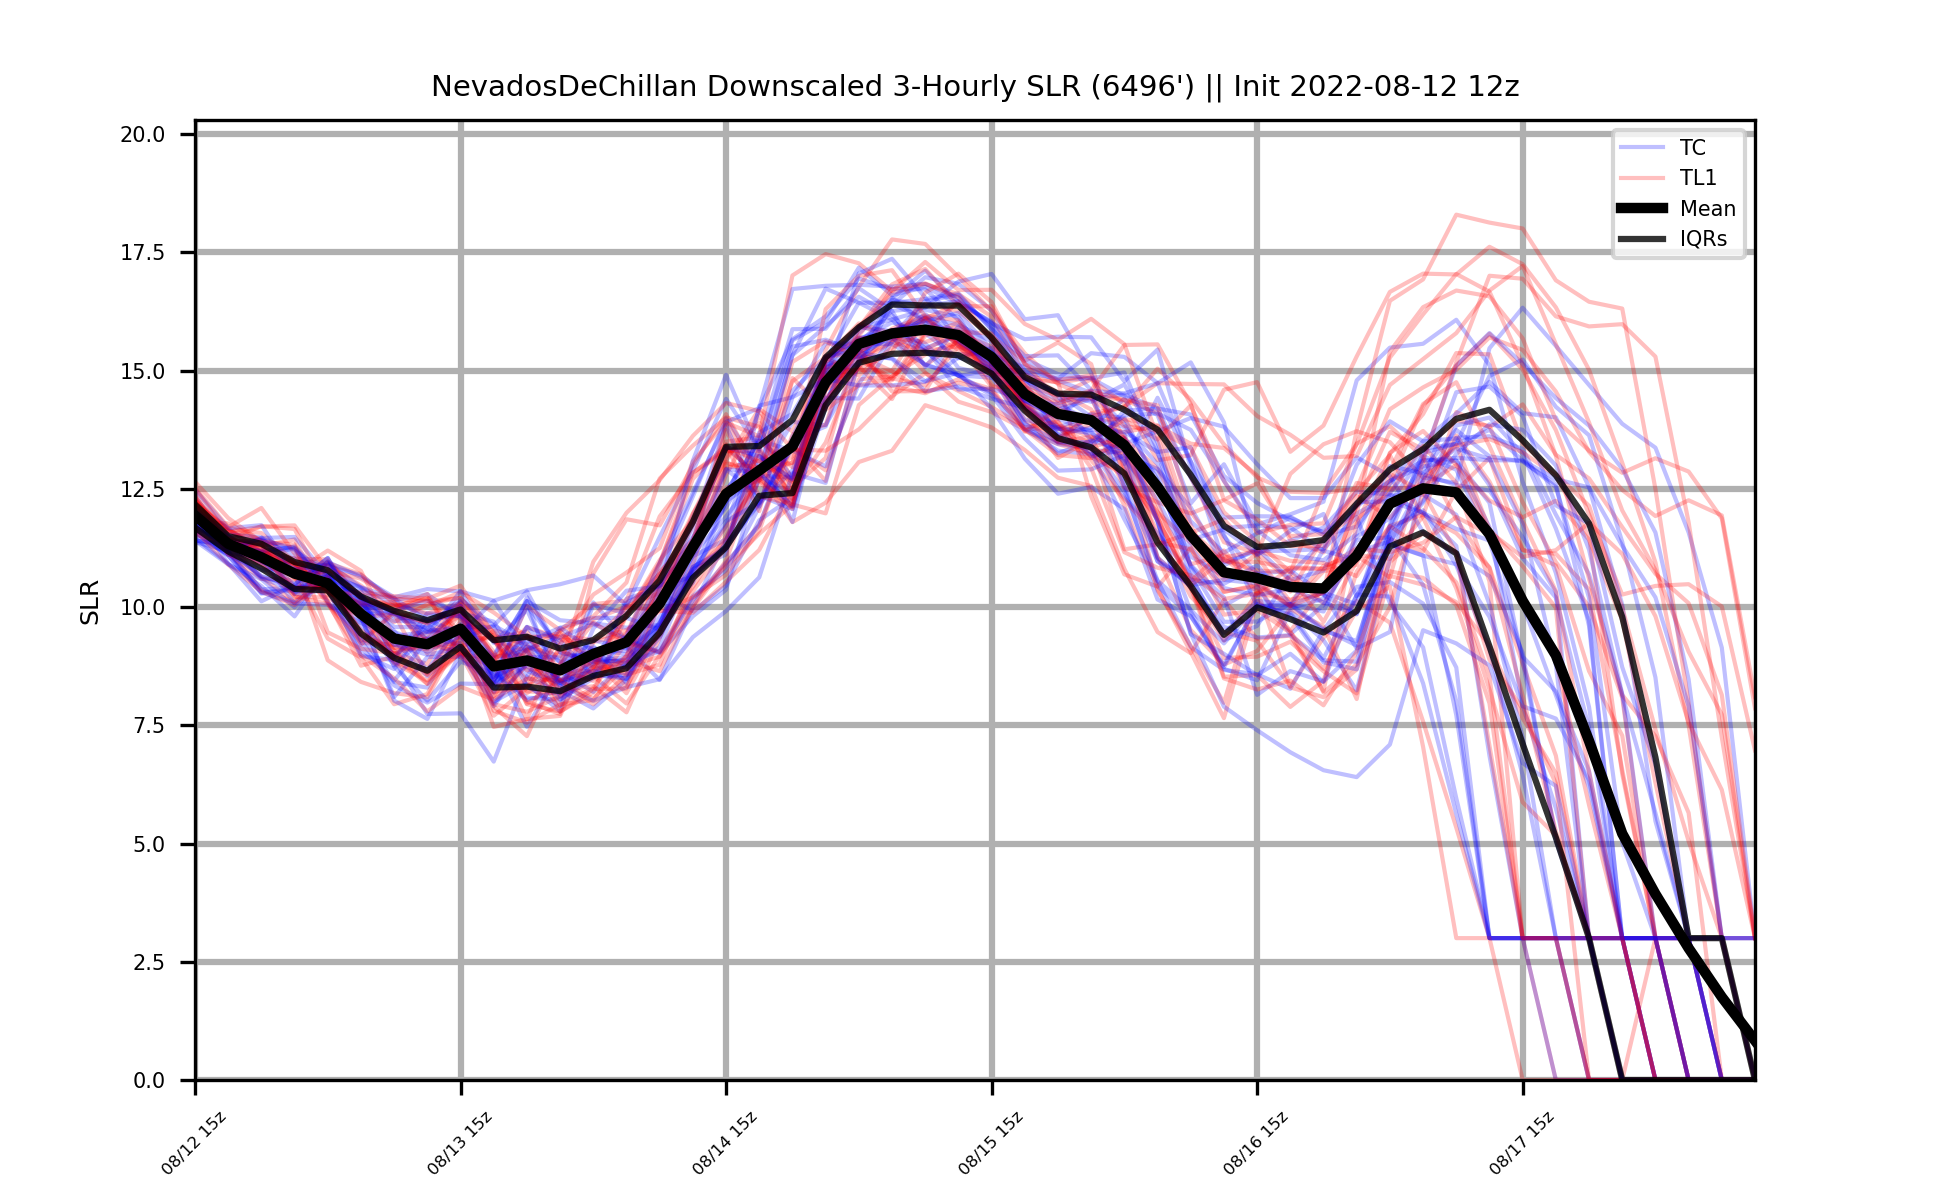 NevadosDeChillan Downscaled 3-Hourly SLR (6496') || Init 2022-08-12 12z
TC
TL1
Mean
IQRs
SLR
20.0
17.5
15.0
12.5
10.0
7.5
5.0
2.5
0.0
08/12 15z
08/13 15z
08/14 15z
08/15 15z
08/16 15z
08/17 15z